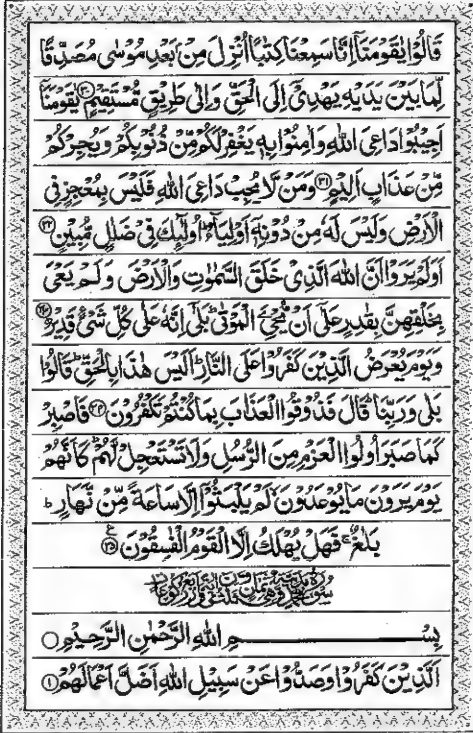 قَالُوۡا یٰقَوۡمَنَاۤ اِنَّا سَمِعۡنَا کِتٰبًا اُنۡزِلَ مِنۡۢ بَعۡدِ مُوۡسٰی مُصَدِّقًا
لِّمَا بَیۡنَ یَدَیۡهِ یَهۡدِیۡۤ اِلَی الۡحَقِّ وَاِلٰی طَرِیۡقٍ مُّسۡتَقِیۡمٍ ﴿۳۰﴾ یٰقَوۡمَنَاۤ
اَجِیۡبُوۡا دَاعِیَ اللّٰهِ وَاٰمِنُوۡا بِهٖ یَغۡفِرۡ لَکُمۡ مِّنۡ ذُنُوۡبِکُمۡ وَیُجِرۡکُمۡ
مِّنۡ عَذَابٍ اَلِیۡمٍ ﴿۳۱﴾ وَمَنۡ لَّا یُجِبۡ دَاعِیَ اللّٰهِ فَلَیۡسَ بِمُعۡجِزٍ فِی
الۡاَرۡضِ وَلَیۡسَ لَهٗ مِنۡ دُوۡنِهٖۤ اَوۡلِیَآءُ ؕ اُولٰٓئِکَ فِیۡ ضَلٰلٍ مُّبِیۡنٍ ﴿۳۲﴾
اَوَلَمۡ یَرَوۡا اَنَّ اللّٰهَ الَّذِیۡ خَلَقَ السَّمٰوٰتِ وَالۡاَرۡضَ وَلَمۡ یَعۡیَ
بِخَلۡقِهِنَّ بِقٰدِرٍ عَلٰۤی اَنۡ یُّحۡیَِۧ الۡمَوۡتٰی ؕ بَلٰۤی اِنَّهٗ عَلٰی کُلِّ شَیۡءٍ قَدِیۡرٌ ﴿۳۳﴾
وَیَوۡمَ یُعۡرَضُ الَّذِیۡنَ کَفَرُوۡا عَلَی النَّارِ ؕ اَلَیۡسَ هٰذَا بِالۡحَقِّ ؕ قَالُوۡا
بَلٰی وَرَبِّنَا ؕ قَالَ فَذُوۡقُوا الۡعَذَابَ بِمَا کُنۡتُمۡ تَکۡفُرُوۡنَ ﴿۳۴﴾ فَاصۡبِرۡ
کَمَا صَبَرَ اُولُوا الۡعَزۡمِ مِنَ الرُّسُلِ وَلَا تَسۡتَعۡجِلۡ لَّهُمۡ ؕ کَاَنَّهُمۡ
یَوۡمَ یَرَوۡنَ مَا یُوۡعَدُوۡنَ ۙ لَمۡ یَلۡبَثُوۡۤا اِلَّا سَاعَةً مِّنۡ نَّهَارٍ ؕ
بَلٰغٌ ۚ فَهَلۡ یُهۡلَکُ اِلَّا الۡقَوۡمُ الۡفٰسِقُوۡنَ ﴿۳۵﴾
بِسۡمِ اللّٰهِ الرَّحۡمٰنِ الرَّحِیۡمِ
اَلَّذِیۡنَ کَفَرُوۡا وَصَدُّوۡا عَنۡ سَبِیۡلِ اللّٰهِ اَضَلَّ اَعۡمَالَهُمۡ ﴿۱﴾